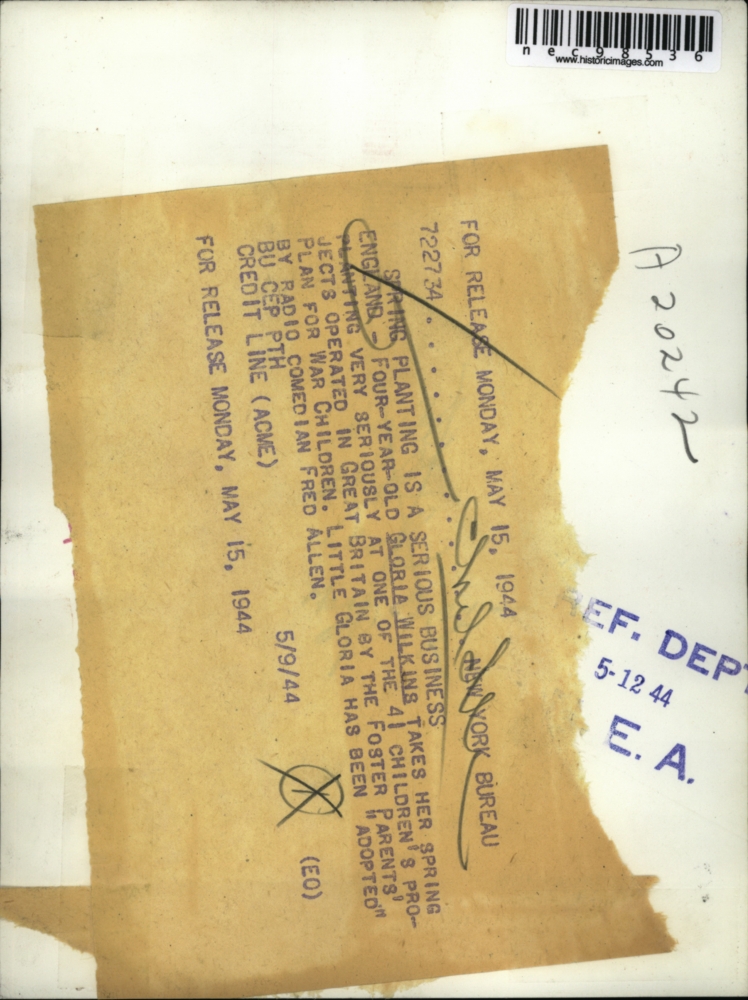 nec98536
www.historicimages.com
A 20242
FOR RELEASE MONDAY, MAY 15, 1944
722734 . . . . . . . . . . . NEW YORK BUREAU
SPRING PLANTING IS A SERIOUS BUSINESS
ENGLAND - FOUR-YEAR-OLD GLORIA WILKINS TAKES HER SPRING
PLANTING VERY SERIOUSLY AT ONE OF THE 41 CHILDREN'S PRO-
JECTS OPERATED IN GREAT BRITAIN BY THE FOSTER PARENTS'
PLAN FOR WAR CHILDREN. LITTLE GLORIA HAS BEEN "ADOPTED"
BY RADIO COMEDIAN FRED ALLEN.
BU CEP PTH
CREDIT LINE (ACME) 5/9/44 (EO)
FOR RELEASE MONDAY, MAY 15, 1944
EF. DEPT
5-12 44
E. A.